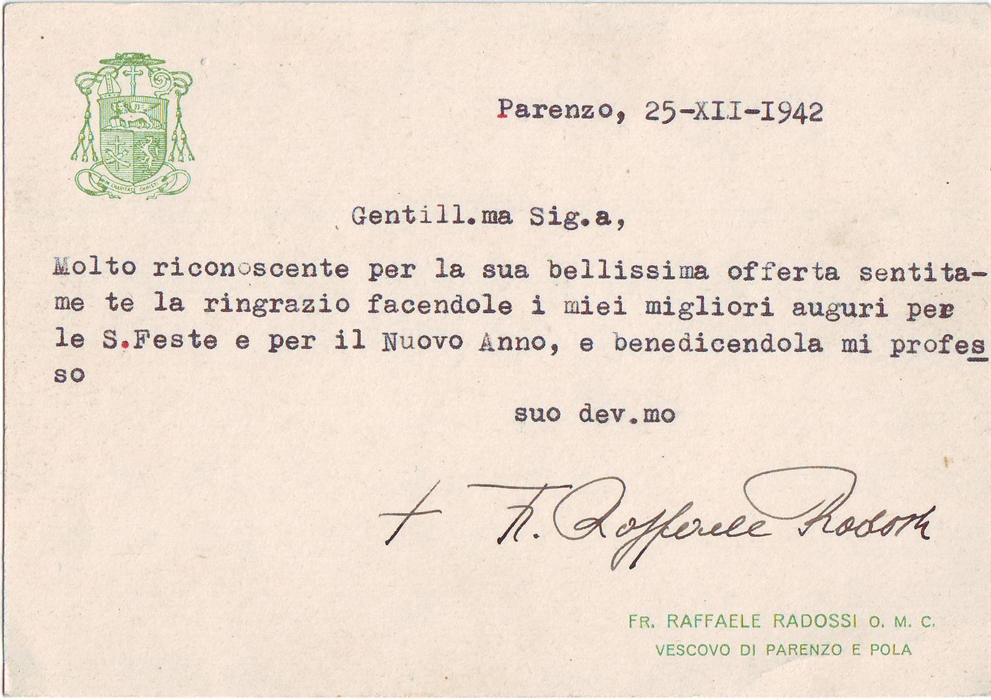 Parenzo, 25-XII-1942
Gentill.ma Sig.a,
Molto riconoscente per la sua bellissima offerta sentita-
me te la ringrazio facendole i miei migliori auguri per
le S.Feste e per il Nuovo Anno, e benedicendola mi profes
so
suo dev.mo
+ Fr. Raffaele Radossi
FR. RAFFAELE RADOSSI O. M. C.
VESCOVO DI PARENZO E POLA